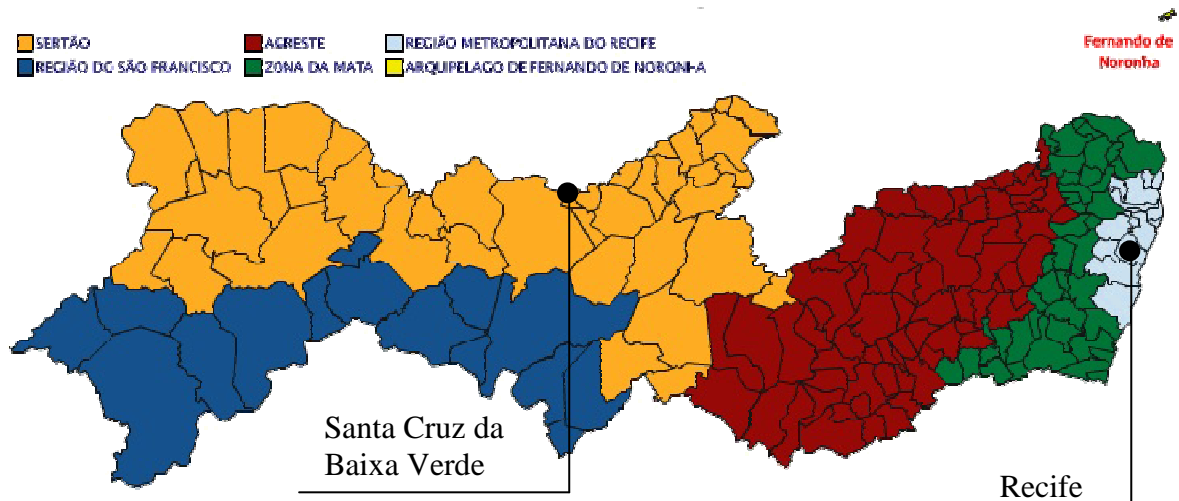 SERTÃO
AGRESTE
REGIÃO METROPOLITANA DO RECIFE
REGIÃO DO SÃO FRANCISCO
ZONA DA MATA
ARQUIPELAGO DE FERNANDO DE NORONHA
Fernando de
Noronha
Santa Cruz da
Baixa Verde
Recife